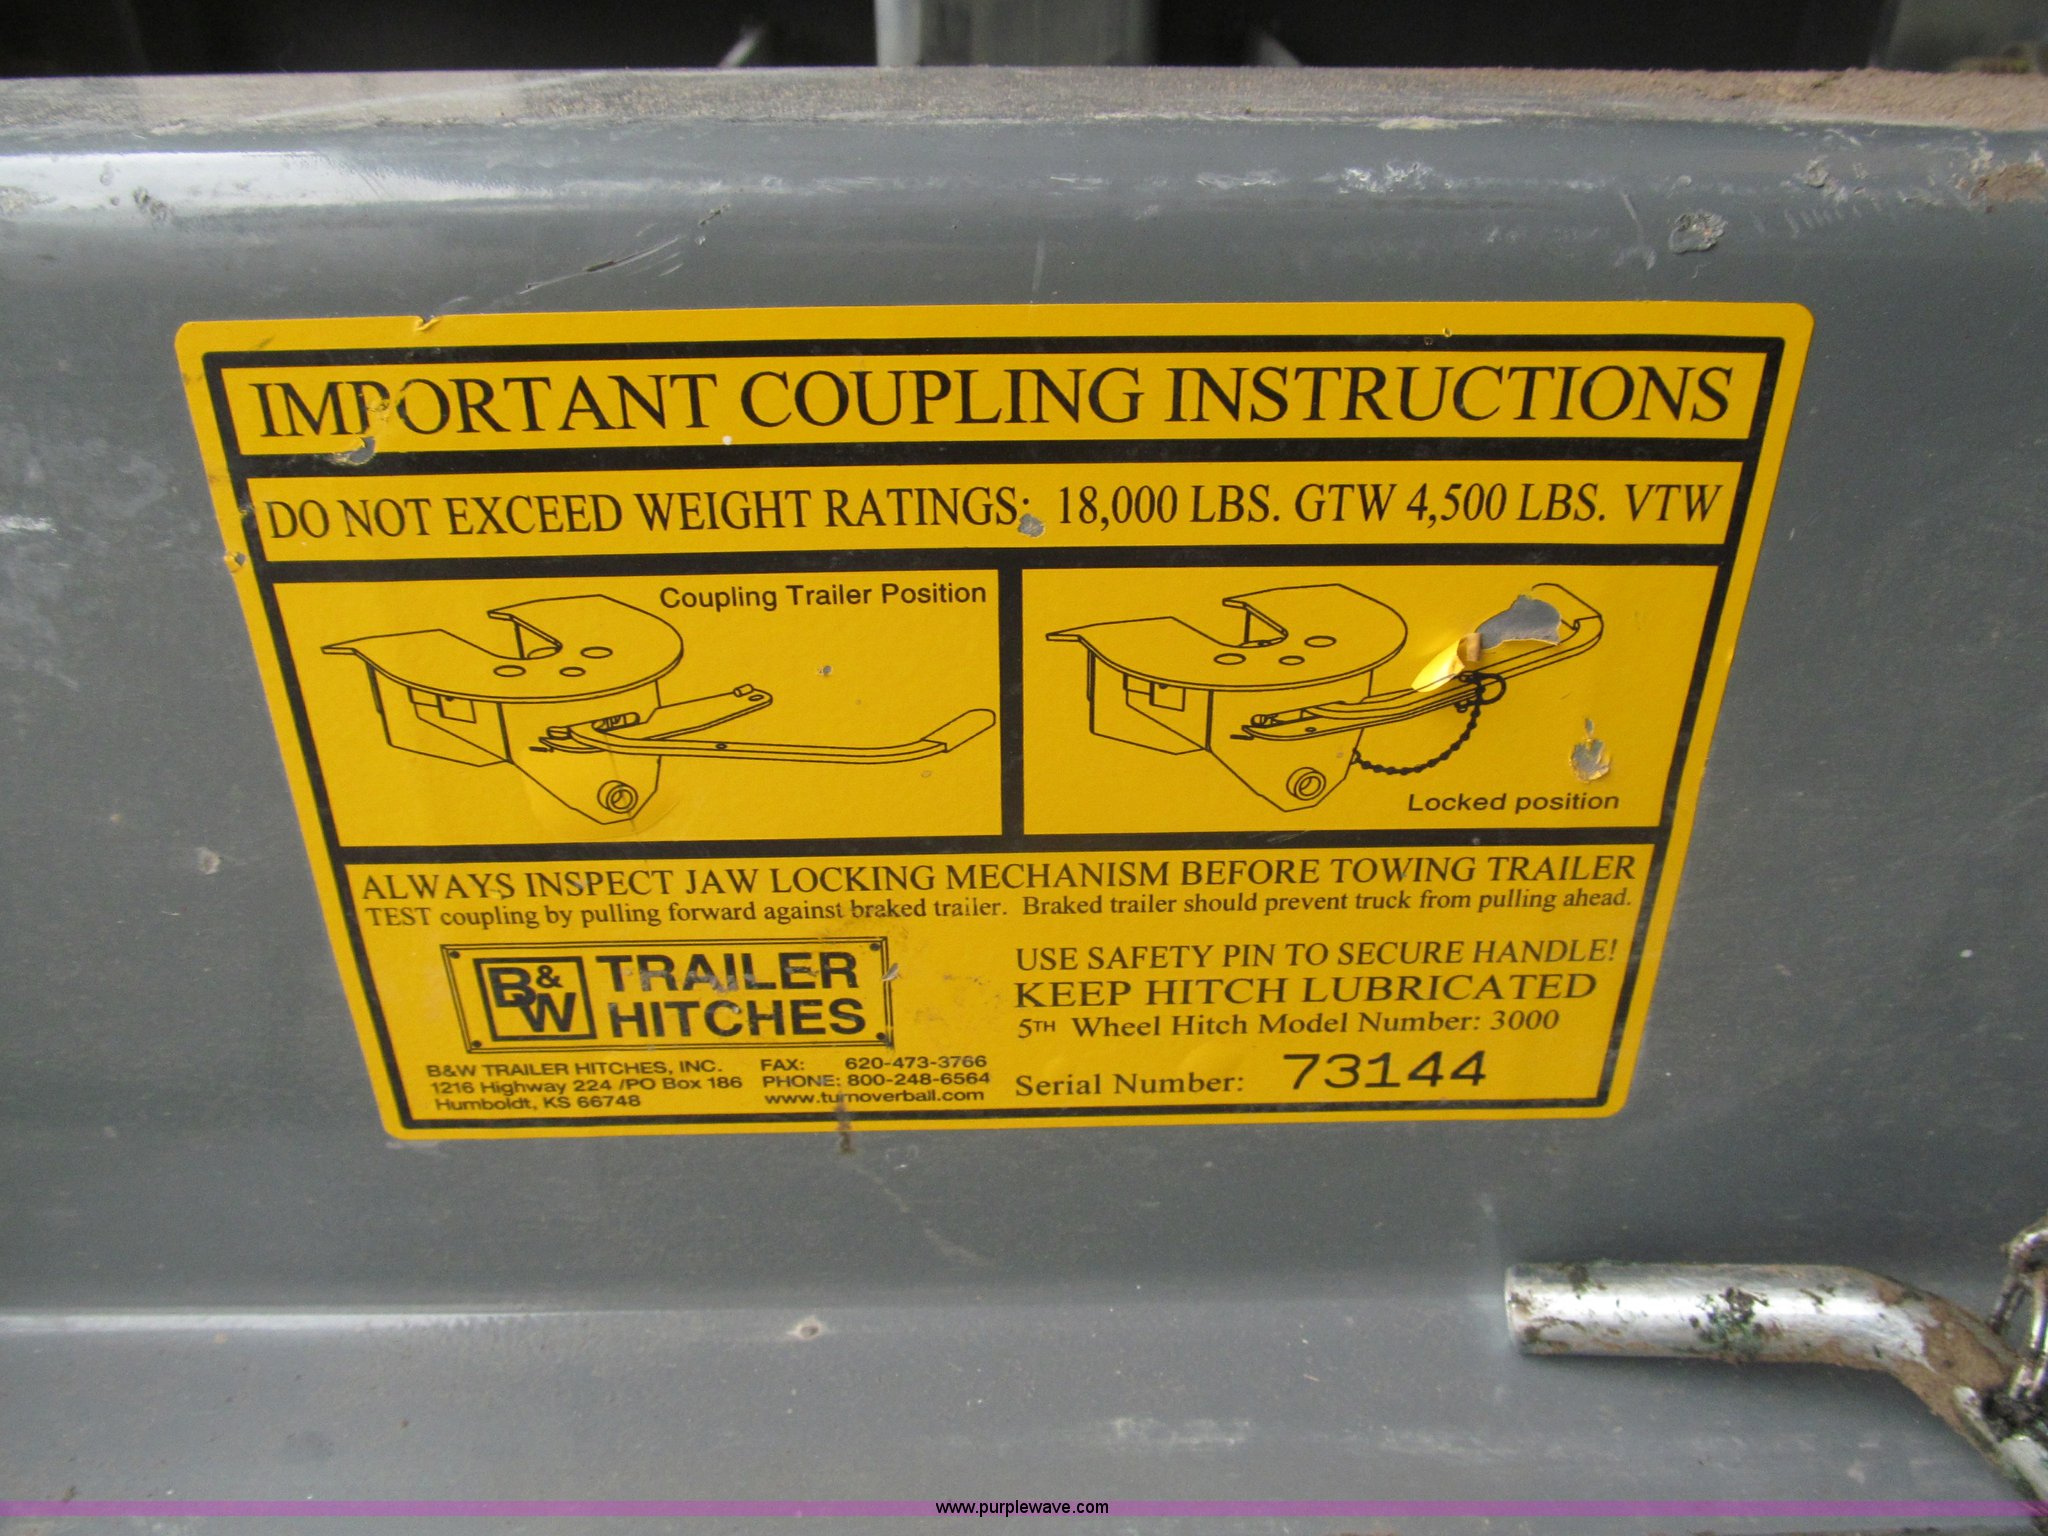 IMPORTANT COUPLING INSTRUCTIONS
DO NOT EXCEED WEIGHT RATINGS: 18,000 LBS. GTW 4,500 LBS. VTW
Coupling Trailer Position
Locked position
ALWAYS INSPECT JAW LOCKING MECHANISM BEFORE TOWING TRAILER
TEST coupling by pulling forward against braked trailer. Braked trailer should prevent truck from pulling ahead.
B&W TRAILER
HITCHES
B&W TRAILER HITCHES, INC.
1216 Highway 224 /PO Box 186
Humboldt, KS 66748
FAX: 620-473-3766
PHONE: 800-248-6564
www.turnoverball.com
USE SAFETY PIN TO SECURE HANDLE!
KEEP HITCH LUBRICATED
5TH Wheel Hitch Model Number: 3000
Serial Number: 73144
www.purplewave.com